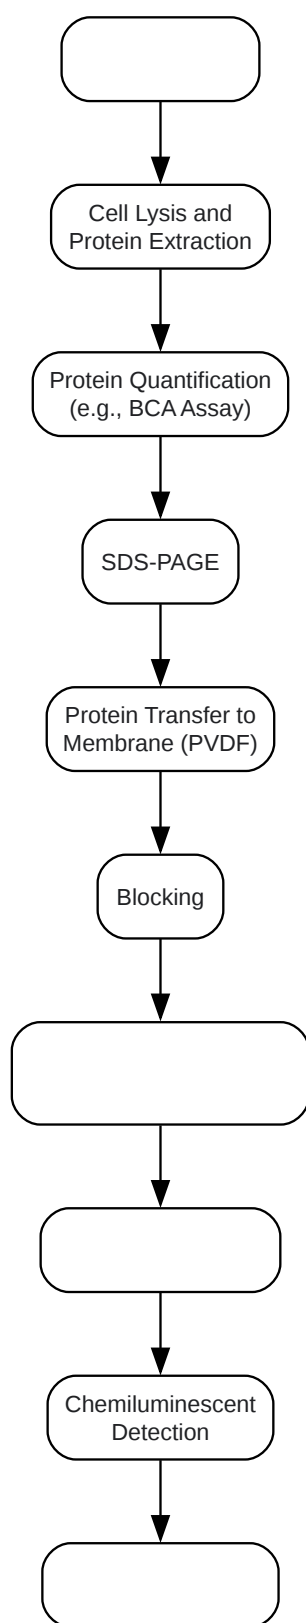 Cell Lysis and
Protein Extraction
Protein Quantification
(e.g., BCA Assay)
SDS-PAGE
Protein Transfer to
Membrane (PVDF)
Blocking
Chemiluminescent
Detection